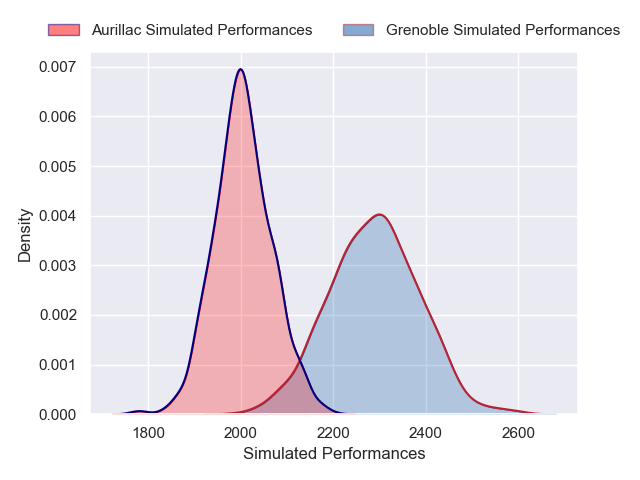 Aurillac Simulated Performances Grenoble Simulated Performances
0.007
0.006
0.005
0.004
0.003
0.002
0.001
0.000
Density
1800 2000 2200 2400 2600
Simulated Performances